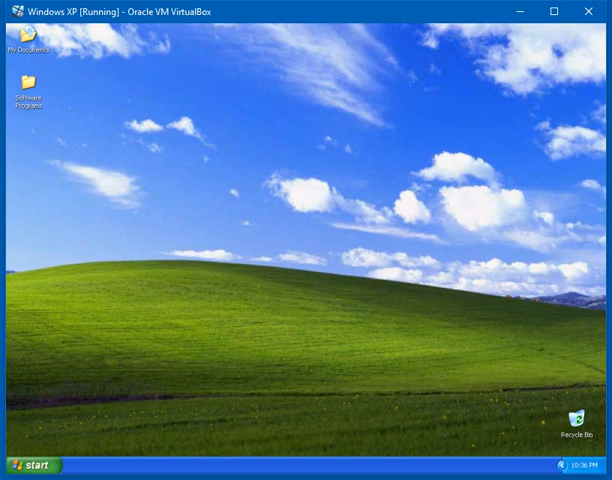 Windows XP [Running] - Oracle VM VirtualBox
My Documents
Software
Programs
Recycle Bin
start
10:36 PM